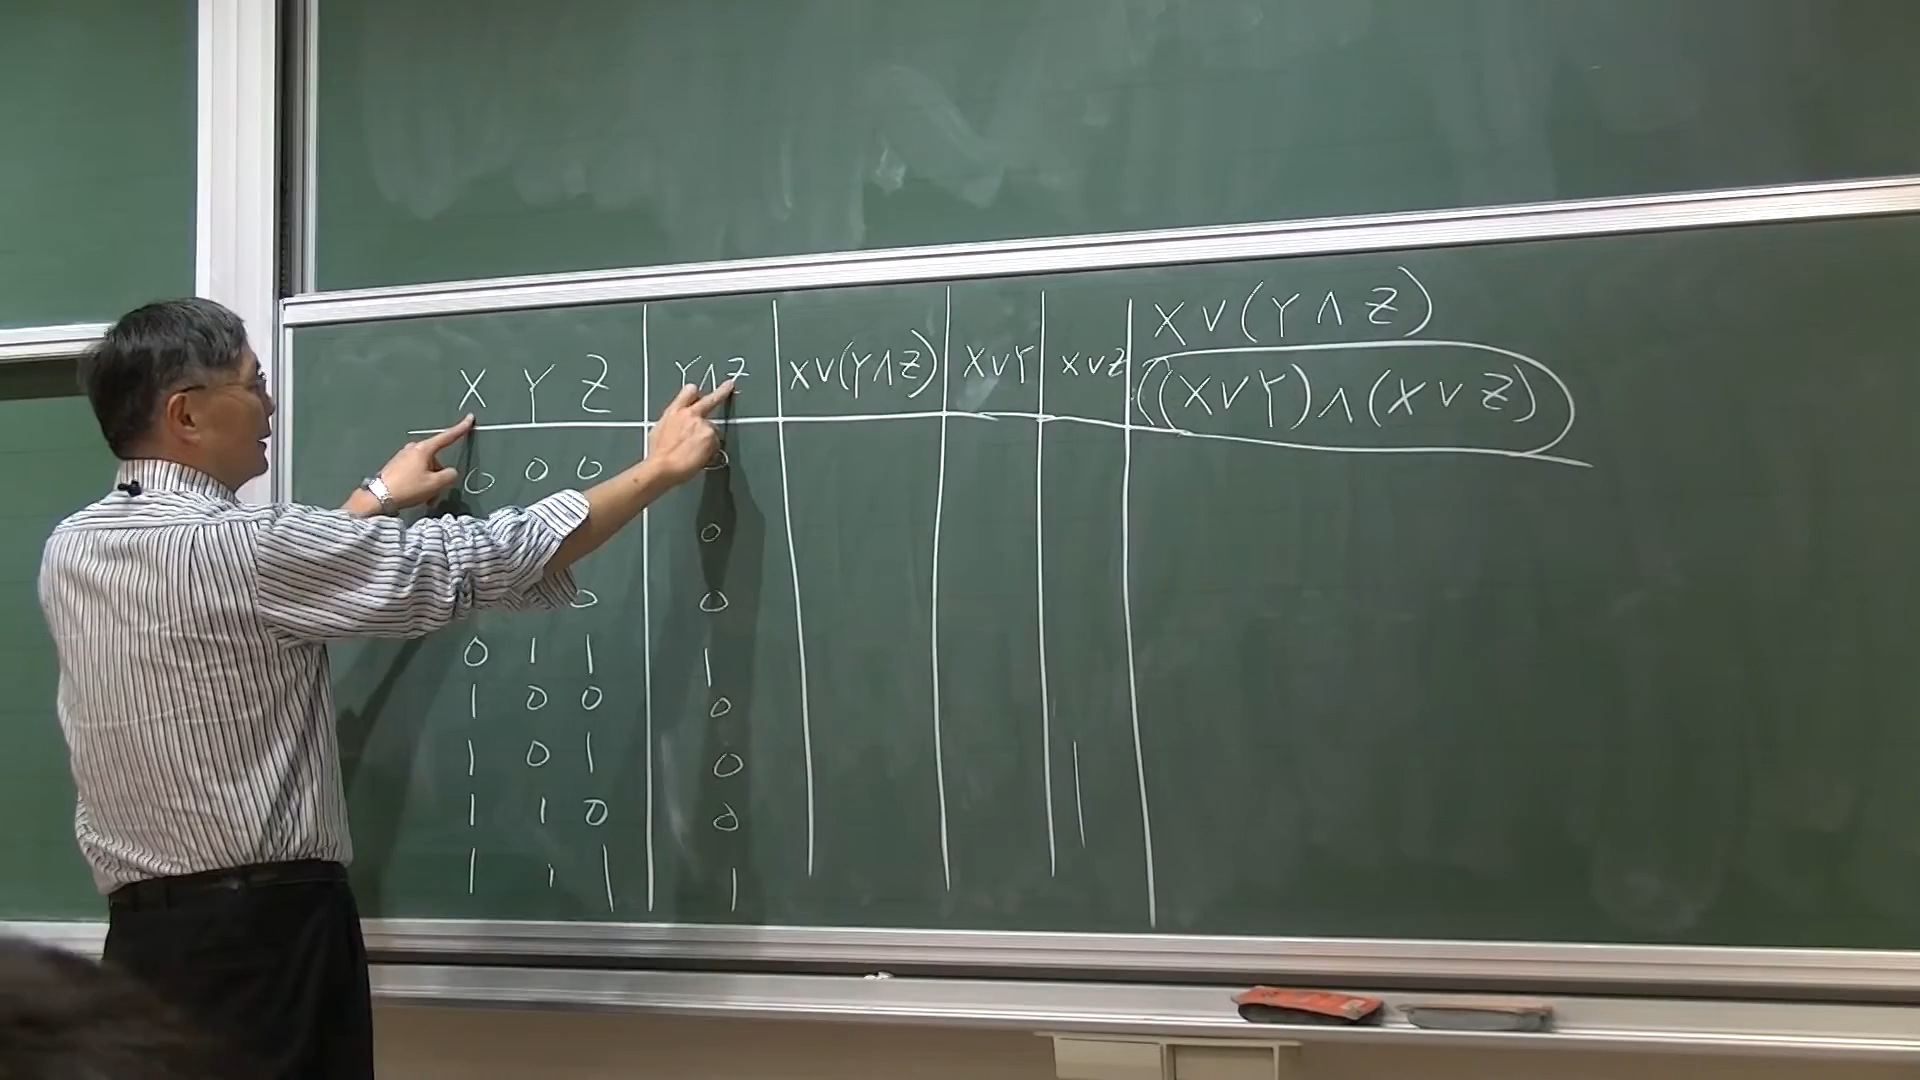 X ∨ (Y ∧ Z)
X Y Z Y∧Z X∨(Y∧Z) X∨Y X∨Z ((X∨Y)∧(X∨Z)
0 0 0 0
0
0 0
0 1 1 1
1 0 0 0
1 0 1 0
1 1 0 0
1 1 1 1